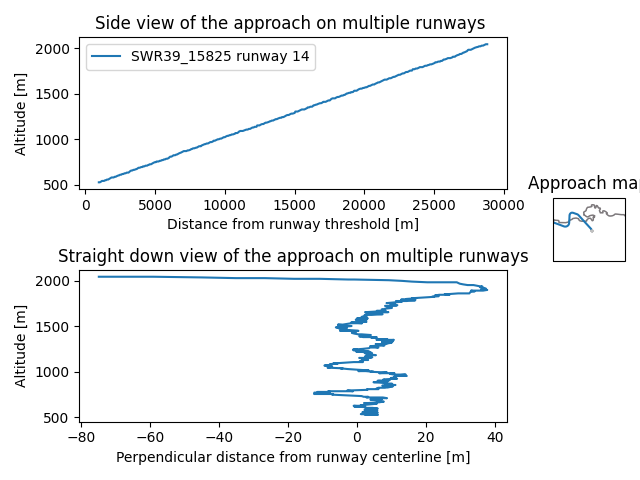 Side view of the approach on multiple runways
2000
1500
1000
500
Altitude [m]
SWR39_15825 runway 14
0 5000 10000 15000 20000 25000 30000
Distance from runway threshold [m]
Approach map
Straight down view of the approach on multiple runways
2000
1500
1000
500
Altitude [m]
−80 −60 −40 −20 0 20 40
Perpendicular distance from runway centerline [m]